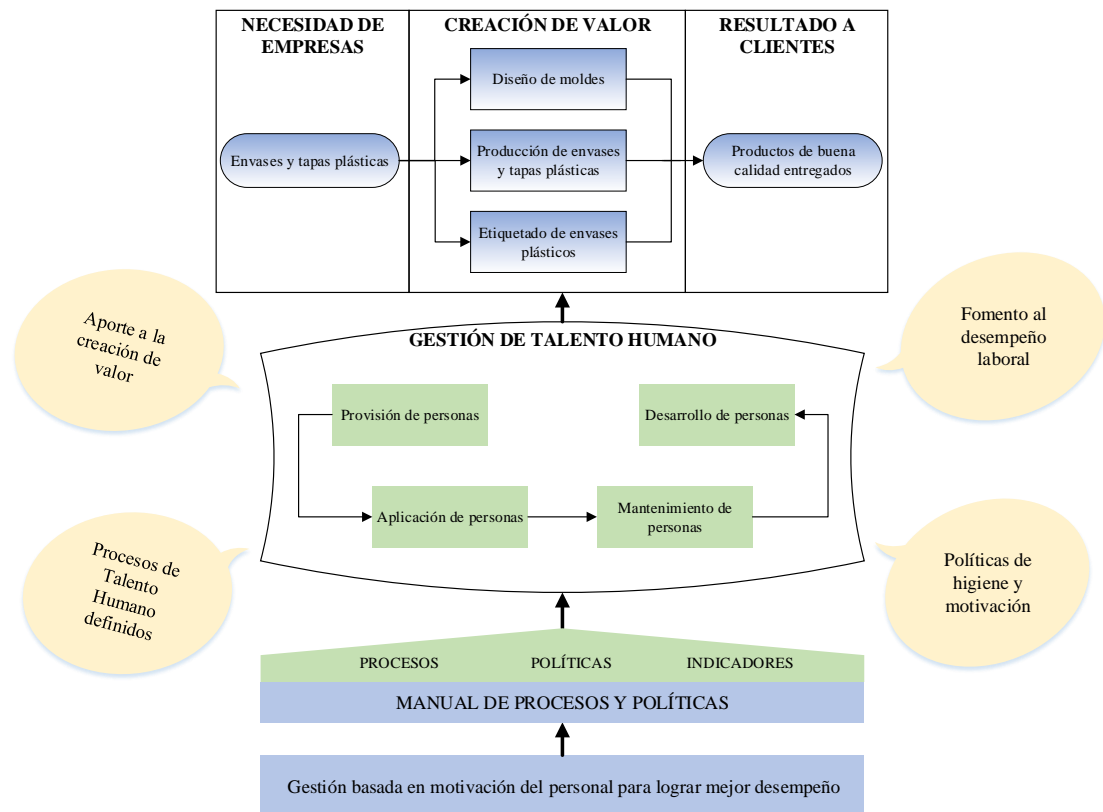 NECESIDAD DE
EMPRESAS
CREACIÓN DE VALOR
RESULTADO A
CLIENTES
Diseño de moldes
Envases y tapas plásticas
Producción de envases
y tapas plásticas
Productos de buena
calidad entregados
Etiquetado de envases
plásticos
Aporte a la
creación de
valor
Fomento al
desempeño
laboral
GESTIÓN DE TALENTO HUMANO
Provisión de personas
Desarrollo de personas
Aplicación de personas
Mantenimiento de
personas
Procesos de
Talento
Humano
definidos
Políticas de
higiene y
motivación
PROCESOS
POLÍTICAS
INDICADORES
MANUAL DE PROCESOS Y POLÍTICAS
Gestión basada en motivación del personal para lograr mejor desempeño